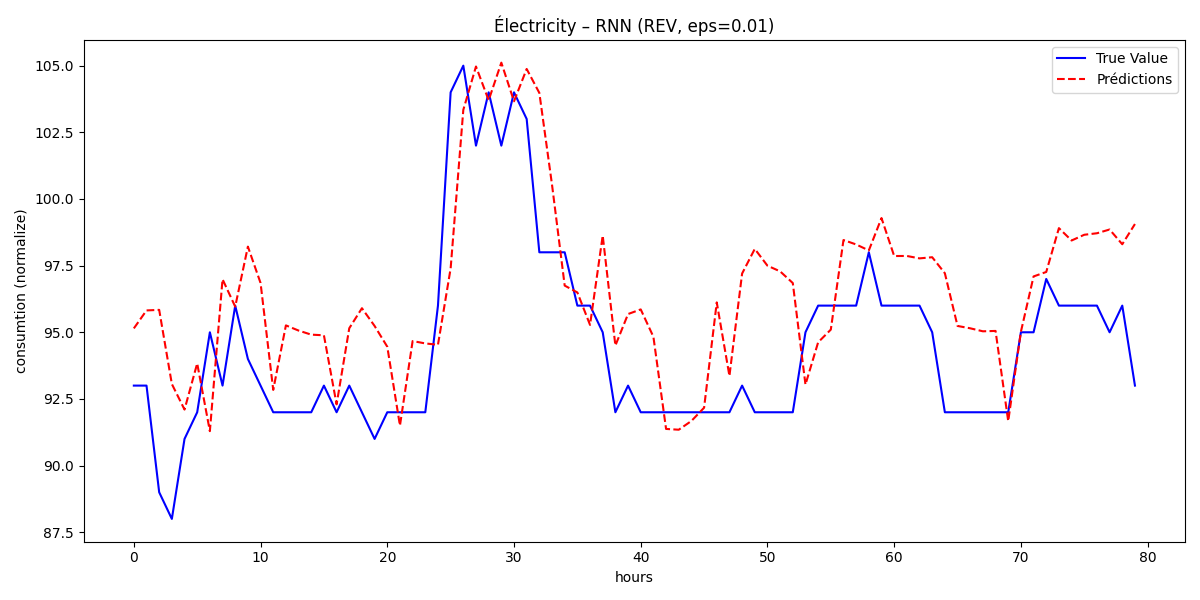 Électricity – RNN (REV, eps=0.01)
True Value
Prédictions
consumtion (normalize)
105.0
102.5
100.0
97.5
95.0
92.5
90.0
87.5
0 10 20 30 40 50 60 70 80
hours